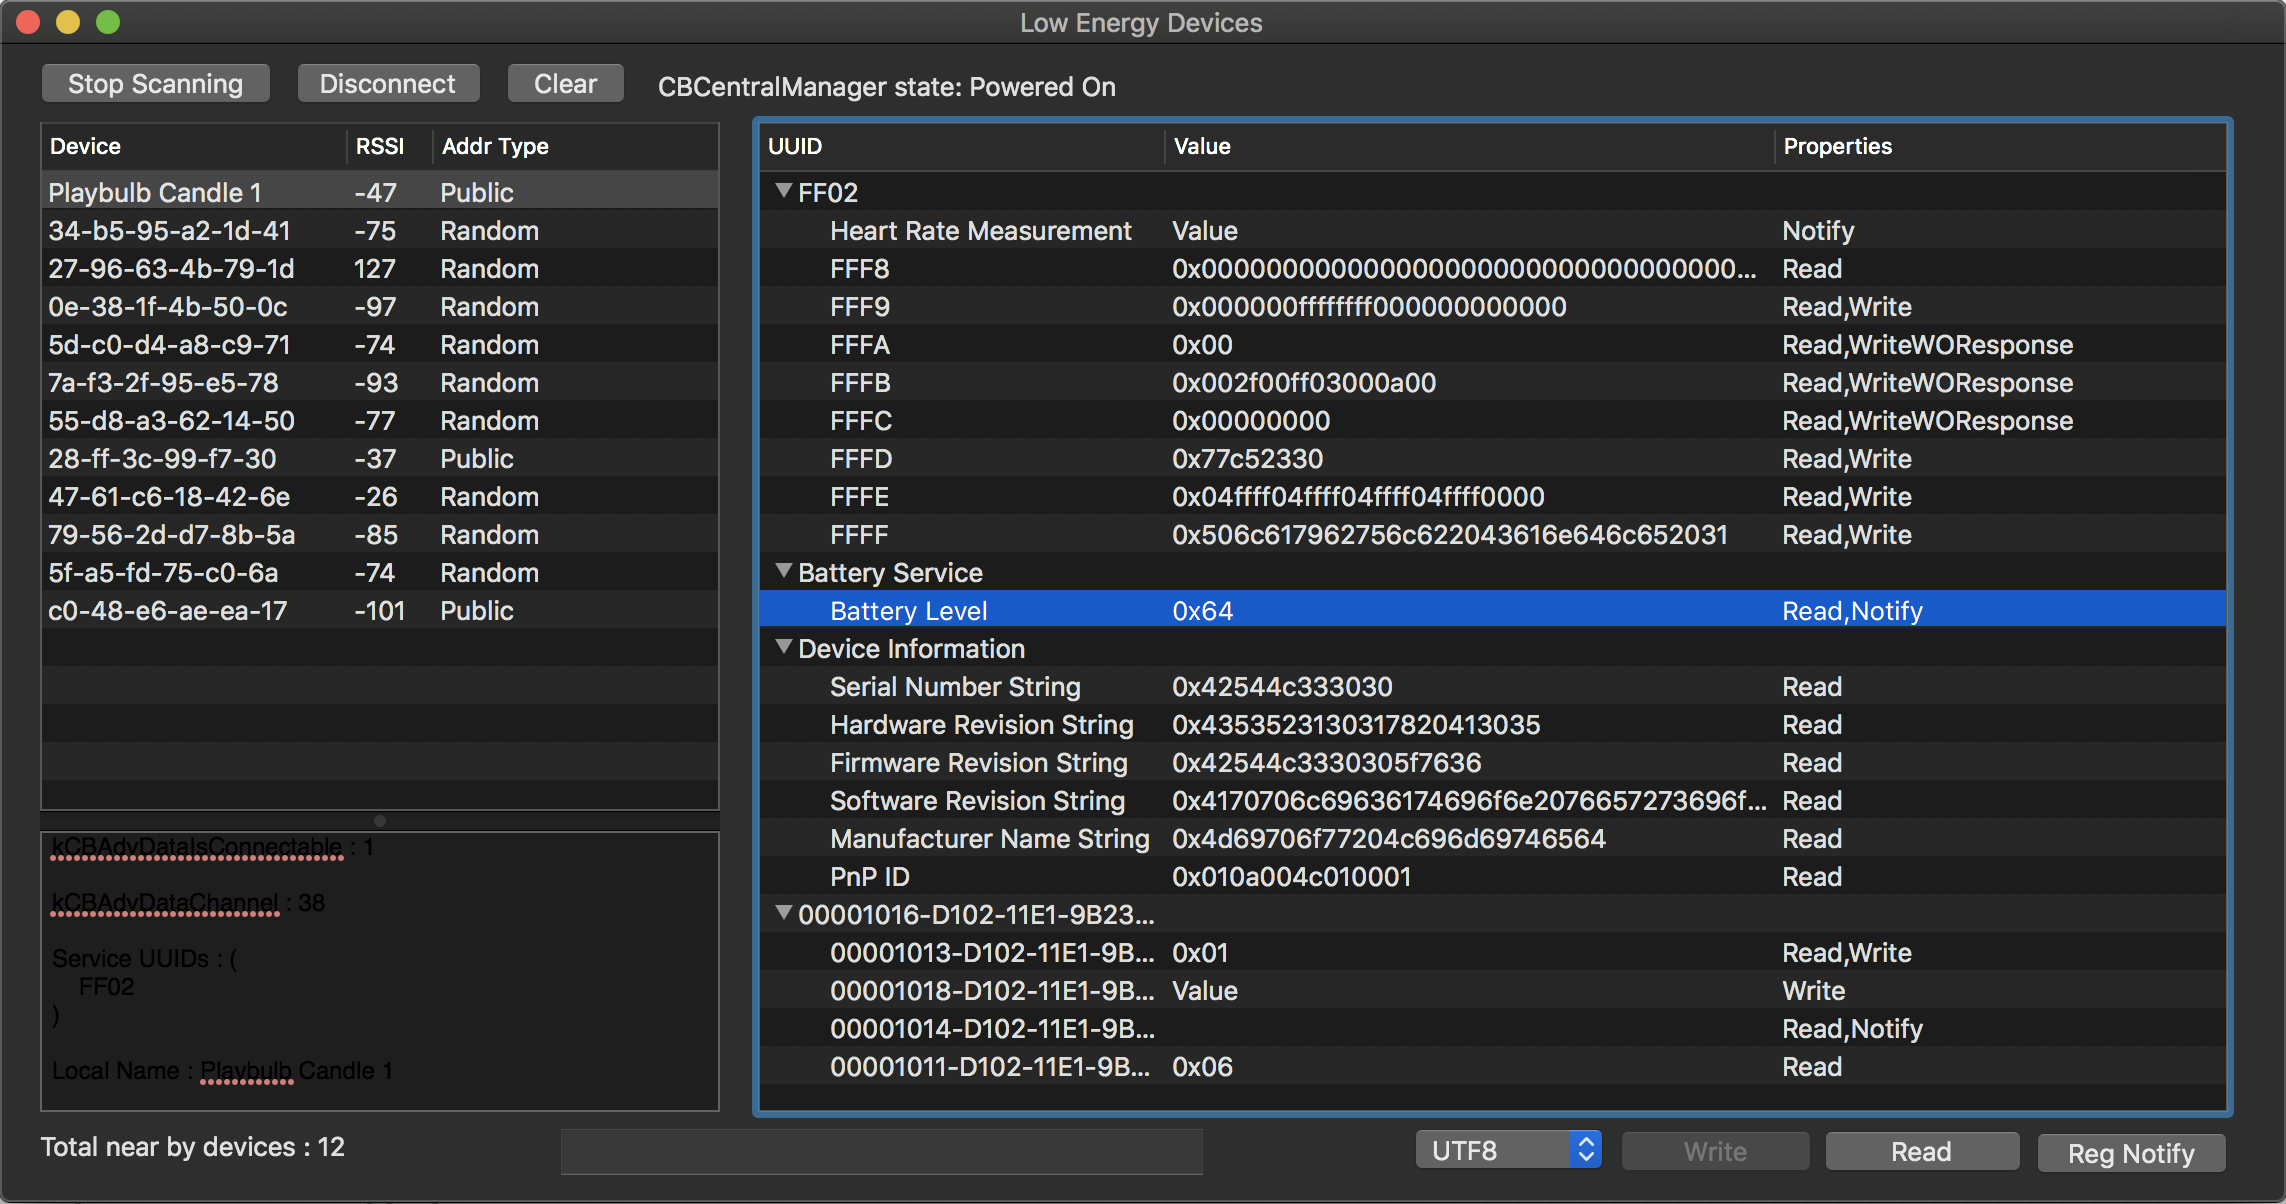 Low Energy Devices
Stop Scanning Disconnect Clear CBCentralManager state: Powered On
Device RSSI Addr Type
Playbulb Candle 1 -47 Public
34-b5-95-a2-1d-41 -75 Random
27-96-63-4b-79-1d 127 Random
0e-38-1f-4b-50-0c -97 Random
5d-c0-d4-a8-c9-71 -74 Random
7a-f3-2f-95-e5-78 -93 Random
55-d8-a3-62-14-50 -77 Random
28-ff-3c-99-f7-30 -37 Public
47-61-c6-18-42-6e -26 Random
79-56-2d-d7-8b-5a -85 Random
5f-a5-fd-75-c0-6a -74 Random
c0-48-e6-ae-ea-17 -101 Public
kCBAdvDataIsConnectable : 1
kCBAdvDataChannel : 38
Service UUIDs : (
FF02
)
Local Name : Playbulb Candle 1
Total near by devices : 12
UUID Value Properties
FF02
Heart Rate Measurement Value Notify
FFF8 0x00000000000000000000000000000000... Read
FFF9 0x000000ffffffff000000000000 Read,Write
FFFA 0x00 Read,WriteWOResponse
FFFB 0x002f00ff03000a00 Read,WriteWOResponse
FFFC 0x00000000 Read,WriteWOResponse
FFFD 0x77c52330 Read,Write
FFFE 0x04ffff04ffff04ffff04ffff0000 Read,Write
FFFF 0x506c617962756c622043616e646c652031 Read,Write
Battery Service
Battery Level 0x64 Read,Notify
Device Information
Serial Number String 0x42544c333030 Read
Hardware Revision String 0x4353523130317820413035 Read
Firmware Revision String 0x42544c3330305f7636 Read
Software Revision String 0x4170706c69636174696f6e2076657273696f... Read
Manufacturer Name String 0x4d69706f77204c696d69746564 Read
PnP ID 0x010a004c010001 Read
00001016-D102-11E1-9B23...
00001013-D102-11E1-9B... 0x01 Read,Write
00001018-D102-11E1-9B... Value Write
00001014-D102-11E1-9B... Read,Notify
00001011-D102-11E1-9B... 0x06 Read
UTF8 Write Read Reg Notify